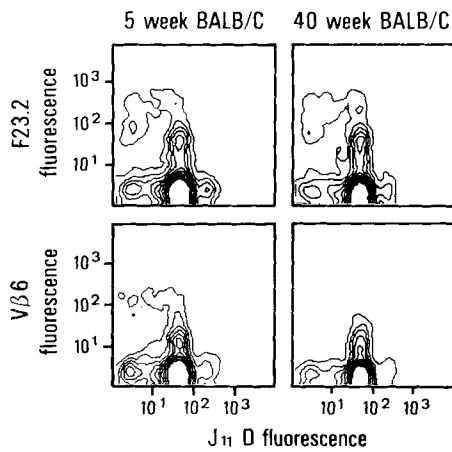 5 week BALB/C
40 week BALB/C
F23.2
fluorescence
10³
10¹
Vβ6
fluorescence
10³
10²
10¹
10¹ 10² 10³
10¹ 10² 10³
J₁₁ D fluorescence